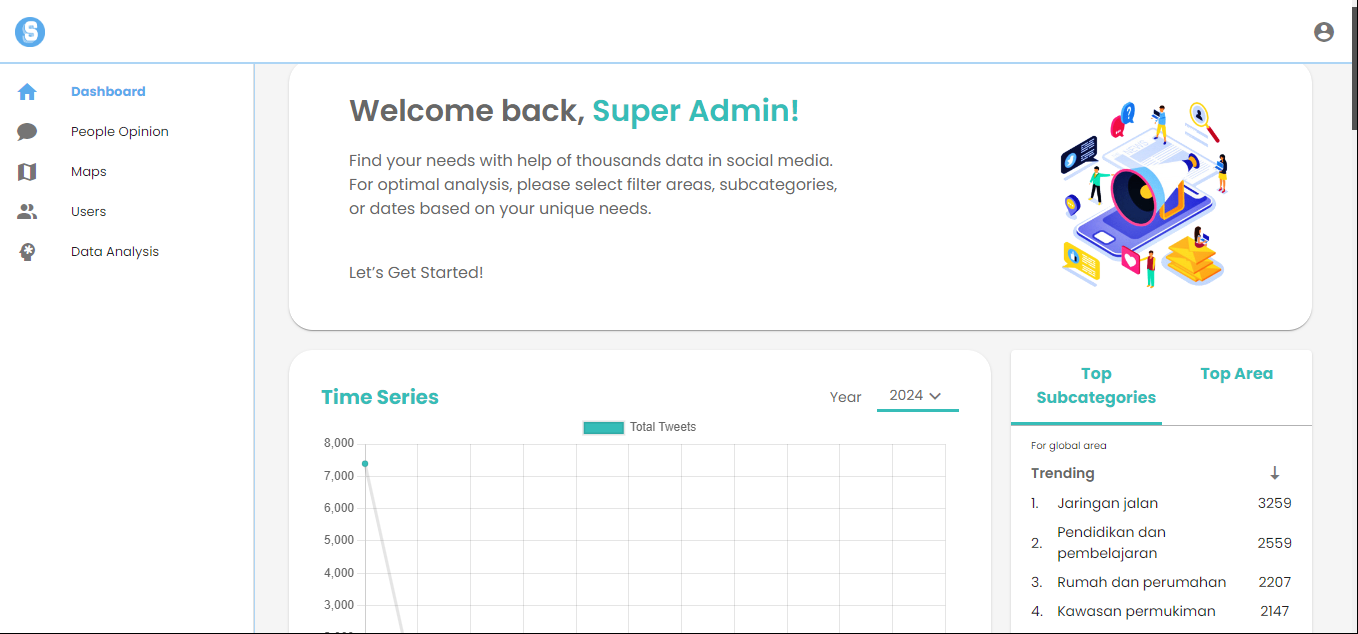 S
Dashboard
People Opinion
Maps
Users
Data Analysis
Welcome back, Super Admin!
Find your needs with help of thousands data in social media.
For optimal analysis, please select filter areas, subcategories,
or dates based on your unique needs.
Let's Get Started!
NEWS
Time Series
Year
2024
Total Tweets
8,000
7,000
6,000
5,000
4,000
3,000
Top
Subcategories
Top Area
For global area
Trending
1. Jaringan jalan 3259
2. Pendidikan dan
pembelajaran 2559
3. Rumah dan perumahan 2207
4. Kawasan permukiman 2147